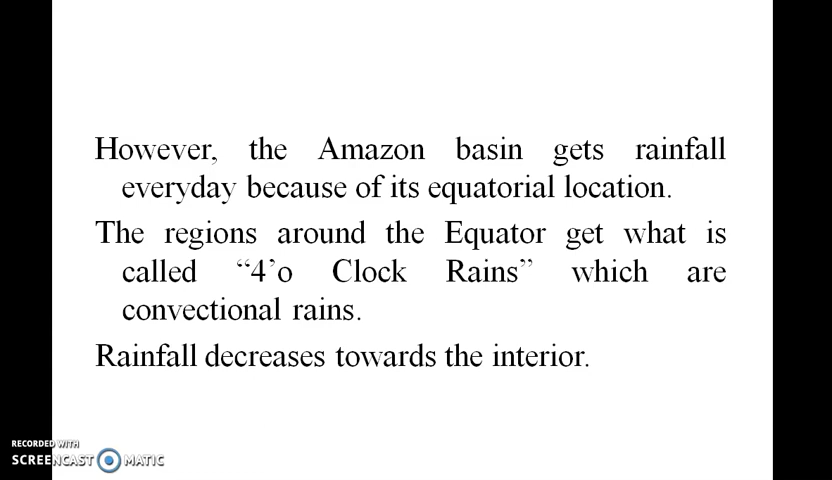 However, the Amazon basin gets rainfall
everyday because of its equatorial location.
The regions around the Equator get what is
called “4’o Clock Rains” which are
convectional rains.
Rainfall decreases towards the interior.
RECORDED WITH
SCREENCAST MATIC